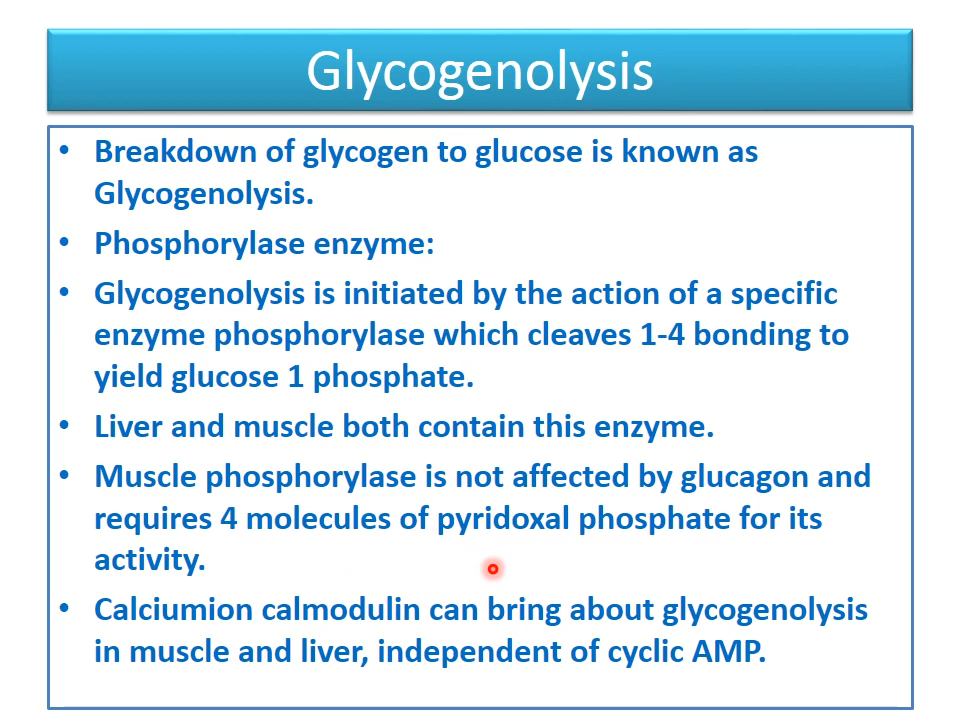 Glycogenolysis
• Breakdown of glycogen to glucose is known as
Glycogenolysis.
• Phosphorylase enzyme:
• Glycogenolysis is initiated by the action of a specific
enzyme phosphorylase which cleaves 1-4 bonding to
yield glucose 1 phosphate.
• Liver and muscle both contain this enzyme.
• Muscle phosphorylase is not affected by glucagon and
requires 4 molecules of pyridoxal phosphate for its
activity.
• Calciumion calmodulin can bring about glycogenolysis
in muscle and liver, independent of cyclic AMP.